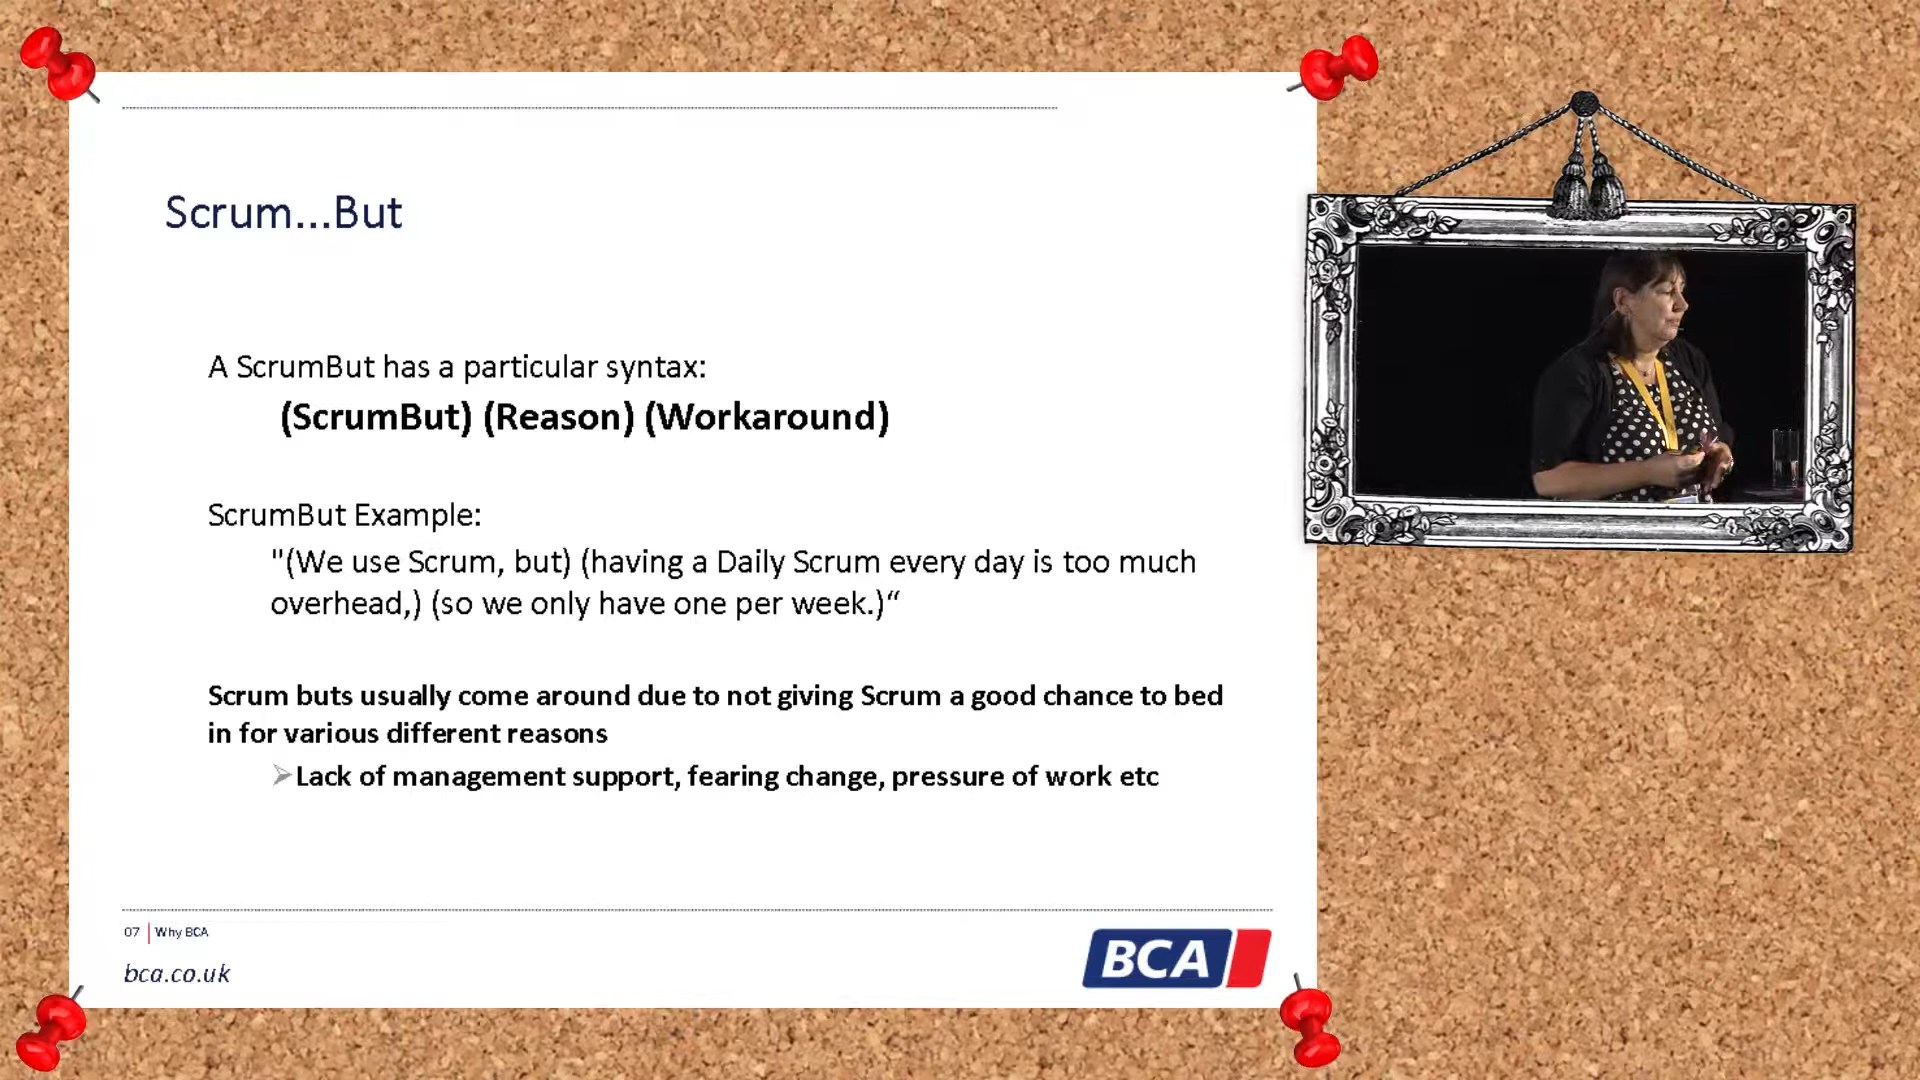 Scrum...But
A ScrumBut has a particular syntax:
(ScrumBut) (Reason) (Workaround)
ScrumBut Example:
"(We use Scrum, but) (having a Daily Scrum every day is too much
overhead,) (so we only have one per week.)“
Scrum buts usually come around due to not giving Scrum a good chance to bed
in for various different reasons
Lack of management support, fearing change, pressure of work etc
07 Why BCA
bca.co.uk
BCA